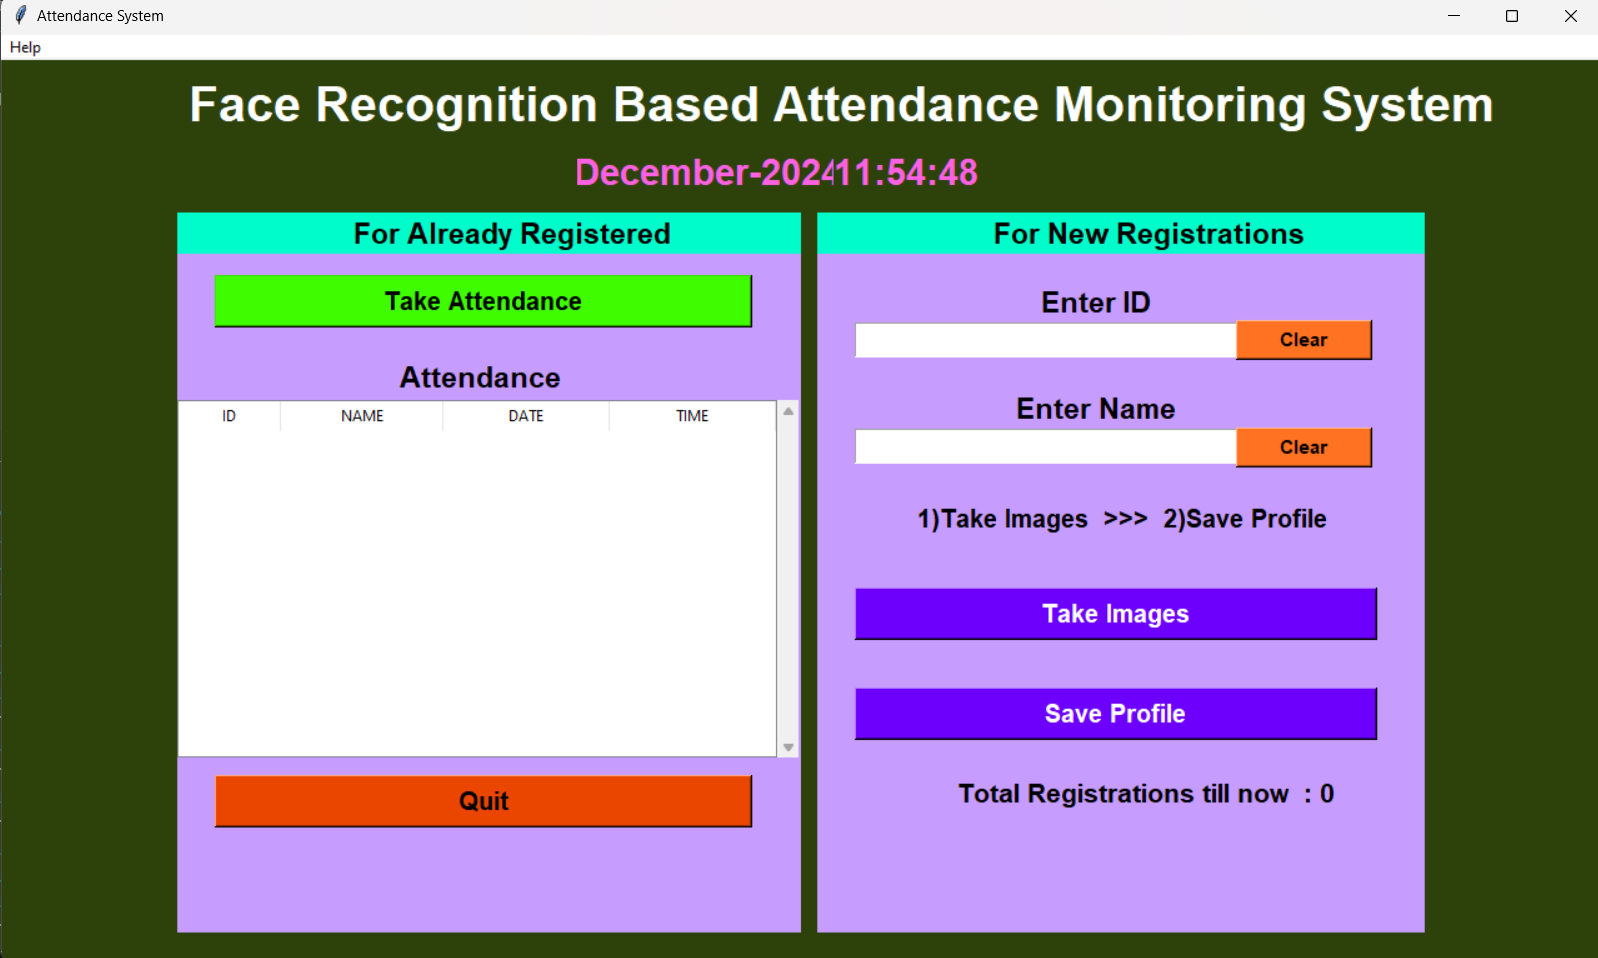 Attendance System
Help
Face Recognition Based Attendance Monitoring System
December-2024 11:54:48
For Already Registered
Take Attendance
Attendance
ID NAME DATE TIME
Quit
For New Registrations
Enter ID
Clear
Enter Name
Clear
1)Take Images >>> 2)Save Profile
Take Images
Save Profile
Total Registrations till now : 0